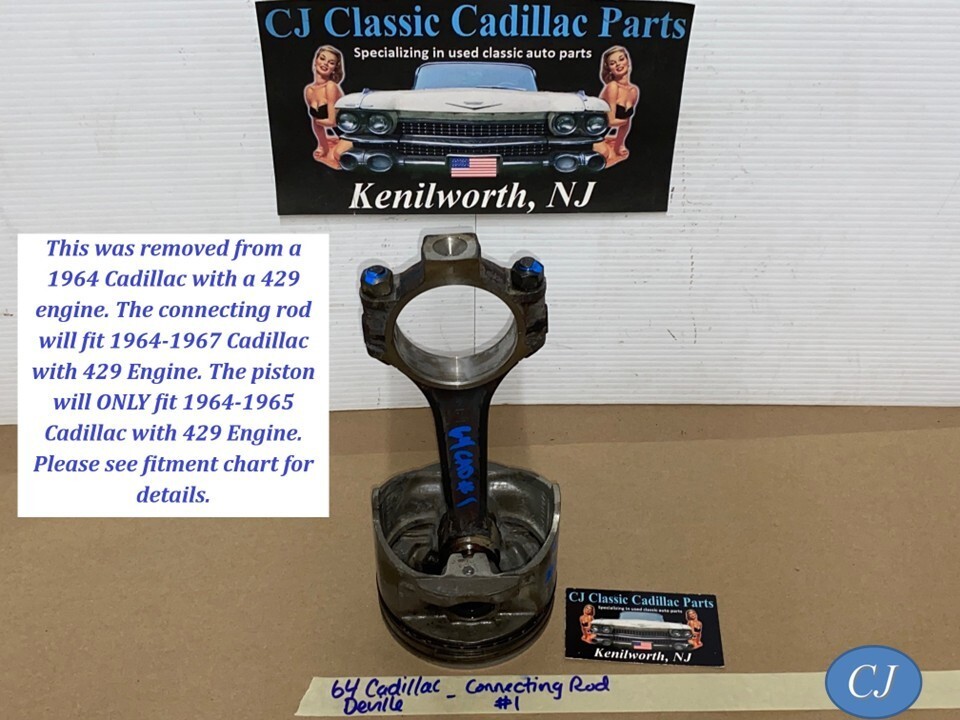 CJ Classic Cadillac Parts
Specializing in used classic auto parts
Kenilworth, NJ
This was removed from a
1964 Cadillac with a 429
engine. The connecting rod
will fit 1964-1967 Cadillac
with 429 Engine. The piston
will ONLY fit 1964-1965
Cadillac with 429 Engine.
Please see fitment chart for
details.
64 CAD #1
CJ Classic Cadillac Parts
Specializing in used classic auto parts
Kenilworth, NJ
64 Cadillac - Connecting Rod
Deville #1
CJ